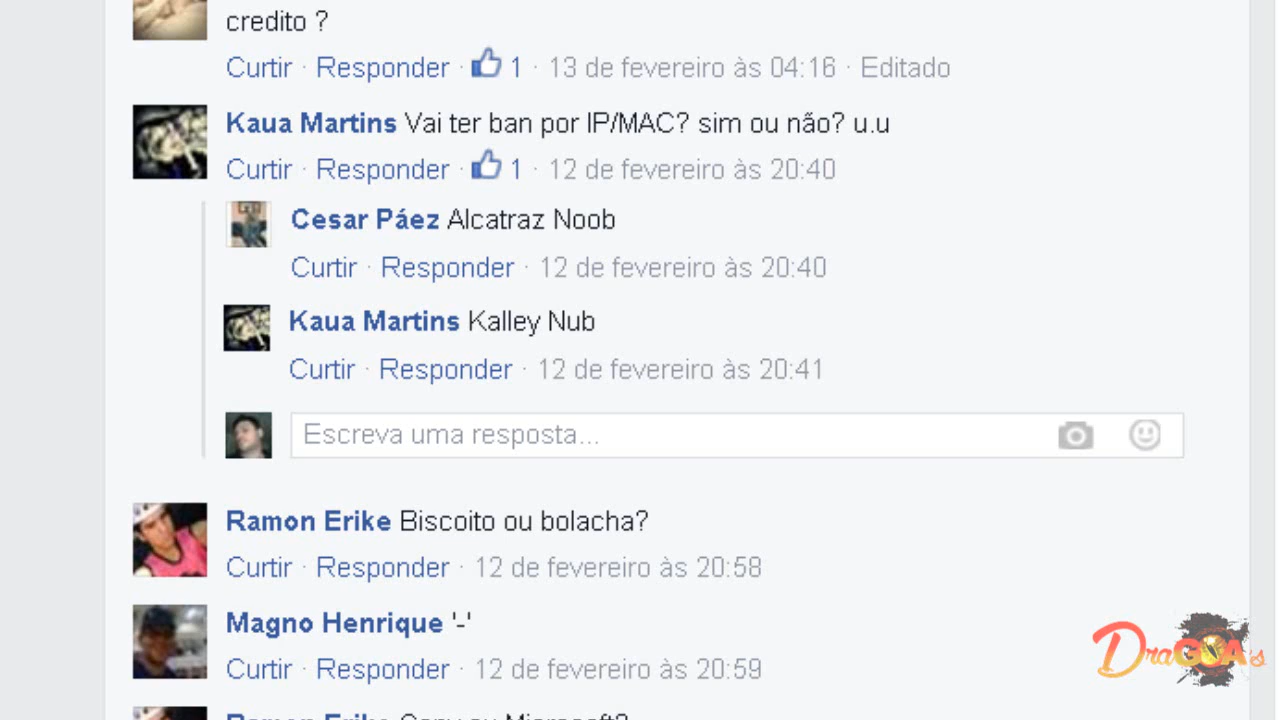 credito ?
Curtir · Responder · 1 · 13 de fevereiro às 04:16 · Editado
Kaua Martins Vai ter ban por IP/MAC? sim ou não? u.u
Curtir · Responder · 1 · 12 de fevereiro às 20:40
Cesar Páez Alcatraz Noob
Curtir · Responder · 12 de fevereiro às 20:40
Kaua Martins Kalley Nub
Curtir · Responder · 12 de fevereiro às 20:41
Escreva uma resposta...
Ramon Erike Biscoito ou bolacha?
Curtir · Responder · 12 de fevereiro às 20:58
Magno Henrique '-'
Curtir · Responder · 12 de fevereiro às 20:59
DraGOA's
Ramon Erike Sony ou Microsoft?